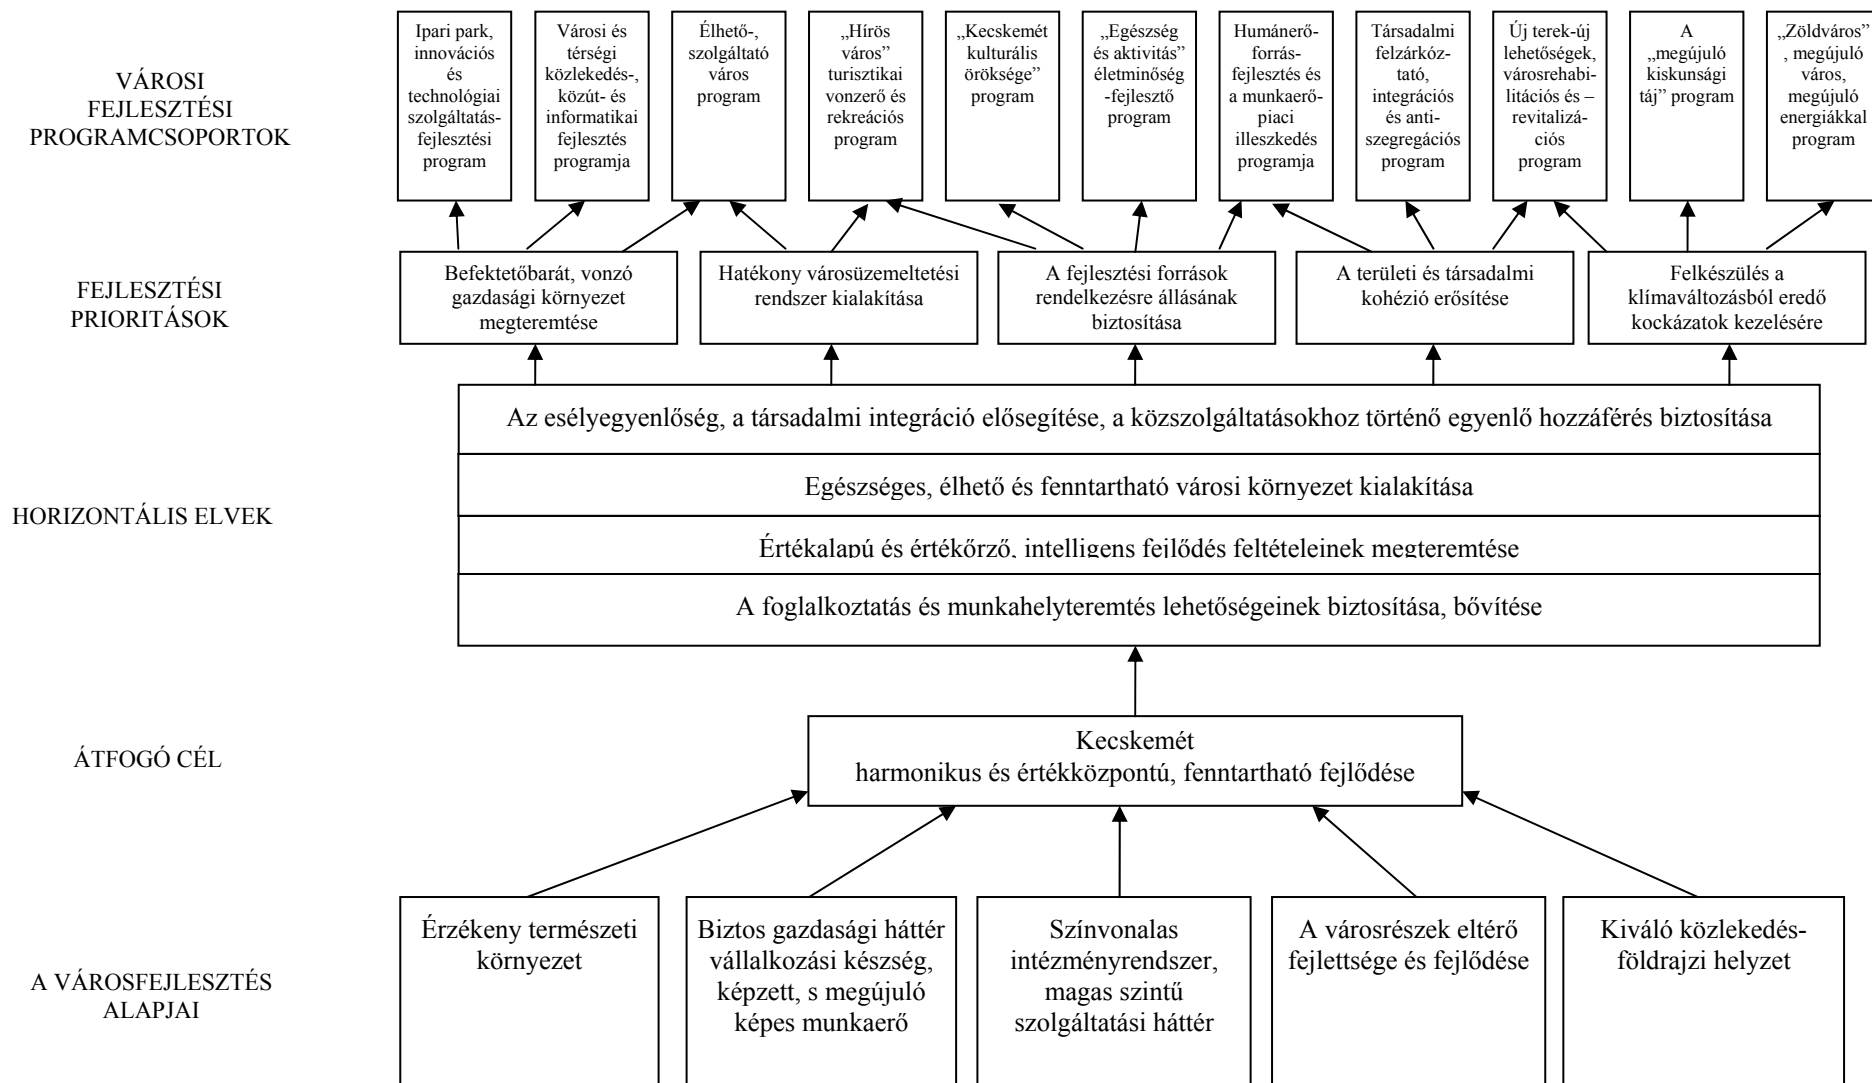 VÁROSI
FEJLESZTÉSI
PROGRAMCSOPORTOK
Ipari park,
innovációs
és
technológiai
szolgáltatás-
fejlesztési
program
Városi és
térségi
közlekedés-,
közút- és
informatikai
fejlesztés
programja
Élhető-,
szolgáltató
város
program
„Hírös
város”
turisztikai
vonzerő és
rekreációs
program
„Kecskemét
kulturális
öröksége”
program
„Egészség
és aktivitás”
életminőség
-fejlesztő
program
Humánerő-
forrás-
fejlesztés és
a munkaerő-
piaci
illeszkedés
programja
Társadalmi
felzárkóz-
tató,
integrációs
és anti-
szegregációs
program
Új terek-új
lehetőségek,
városrehabi-
litációs és –
revitalizá-
ciós
program
A
„megújuló
kiskunsági
táj” program
„Zöldváros”
, megújuló
város,
megújuló
energiákkal
program
FEJLESZTÉSI
PRIORITÁSOK
Befektetőbarát, vonzó
gazdasági környezet
megteremtése
Hatékony városüzemeltetési
rendszer kialakítása
A fejlesztési források
rendelkezésre állásának
biztosítása
A területi és társadalmi
kohézió erősítése
Felkészülés a
klímaváltozásból eredő
kockázatok kezelésére
HORIZONTÁLIS ELVEK
Az esélyegyenlőség, a társadalmi integráció elősegítése, a közszolgáltatásokhoz történő egyenlő hozzáférés biztosítása
Egészséges, élhető és fenntartható városi környezet kialakítása
Értékalapú és értékőrző, intelligens fejlődés feltételeinek megteremtése
A foglalkoztatás és munkahelyteremtés lehetőségeinek biztosítása, bővítése
ÁTFOGÓ CÉL
Kecskemét
harmonikus és értékközpontú, fenntartható fejlődése
A VÁROSFEJLESZTÉS
ALAPJAI
Érzékeny természeti
környezet
Biztos gazdasági háttér
vállalkozási készség,
képzett, s megújuló
képes munkaerő
Színvonalas
intézményrendszer,
magas szintű
szolgáltatási háttér
A városrészek eltérő
fejlettsége és fejlődése
Kiváló közlekedés-
földrajzi helyzet